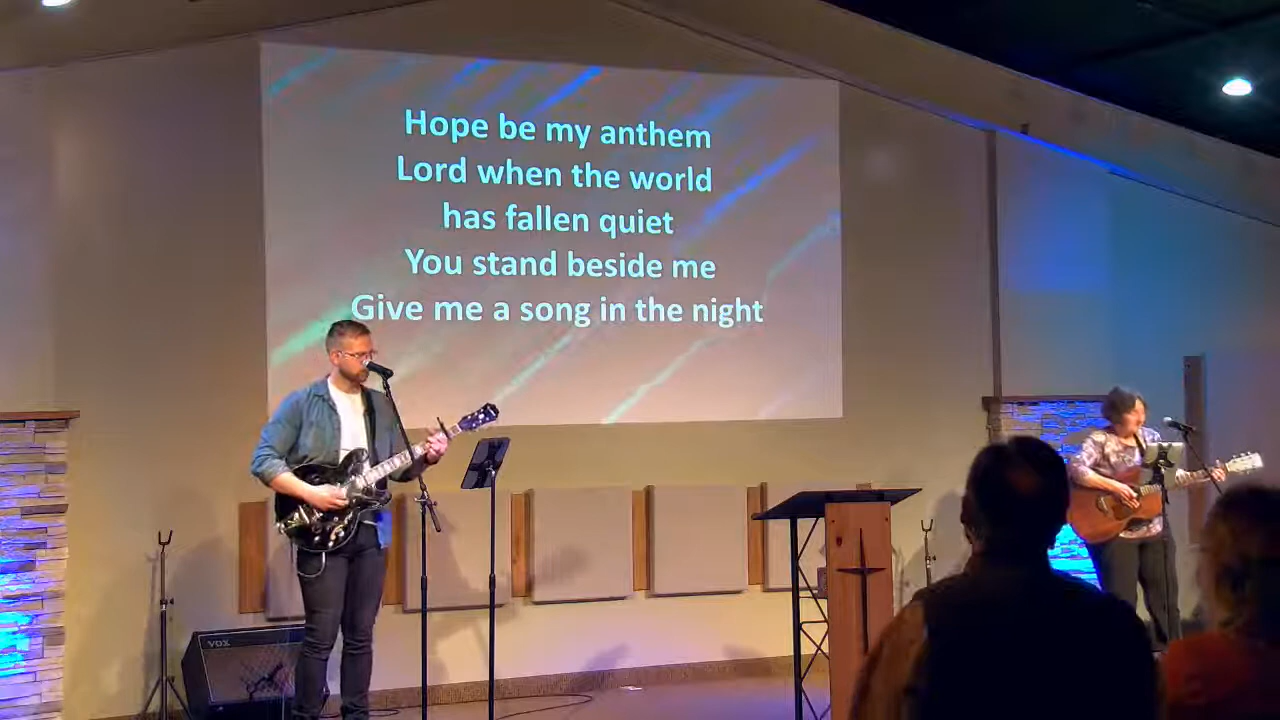 Hope be my anthem
Lord when the world
has fallen quiet
You stand beside me
Give me a song in the night
VOX